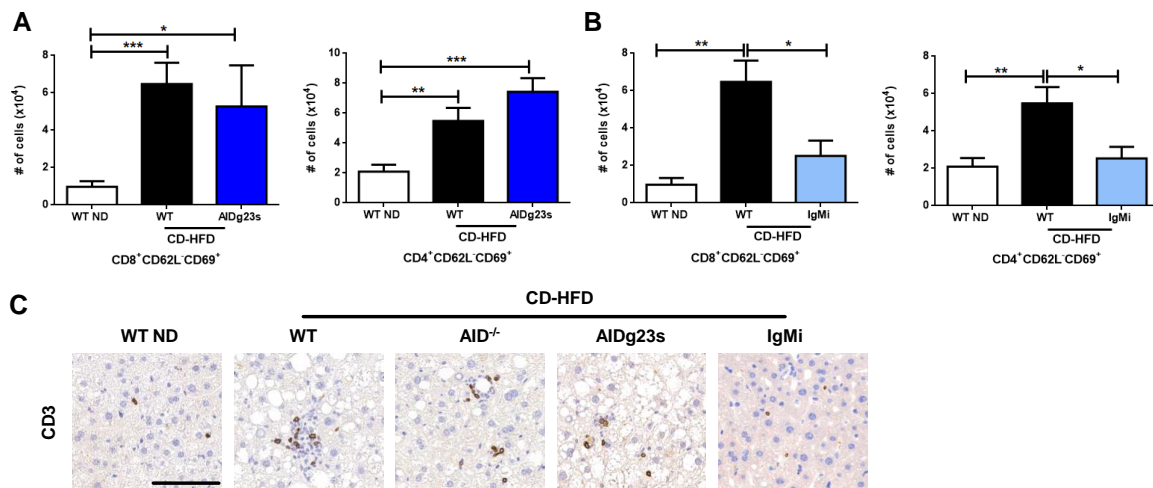 A
B
*
***
# of cells (x10⁴)
8
6
4
2
0
WT ND
WT
AIDg23s
CD-HFD
CD8⁺CD62L⁻CD69⁺
***
**
# of cells (x10⁴)
10
8
6
4
2
0
WT ND
WT
AIDg23s
CD-HFD
CD4⁺CD62L⁻CD69⁺
**
*
# of cells (x10⁴)
8
6
4
2
0
WT ND
WT
IgMi
CD-HFD
CD8⁺CD62L⁻CD69⁺
**
*
# of cells (x10⁴)
8
6
4
2
0
WT ND
WT
IgMi
CD-HFD
CD4⁺CD62L⁻CD69⁺
C
CD-HFD
WT ND
WT
AID⁻/⁻
AIDg23s
IgMi
CD3